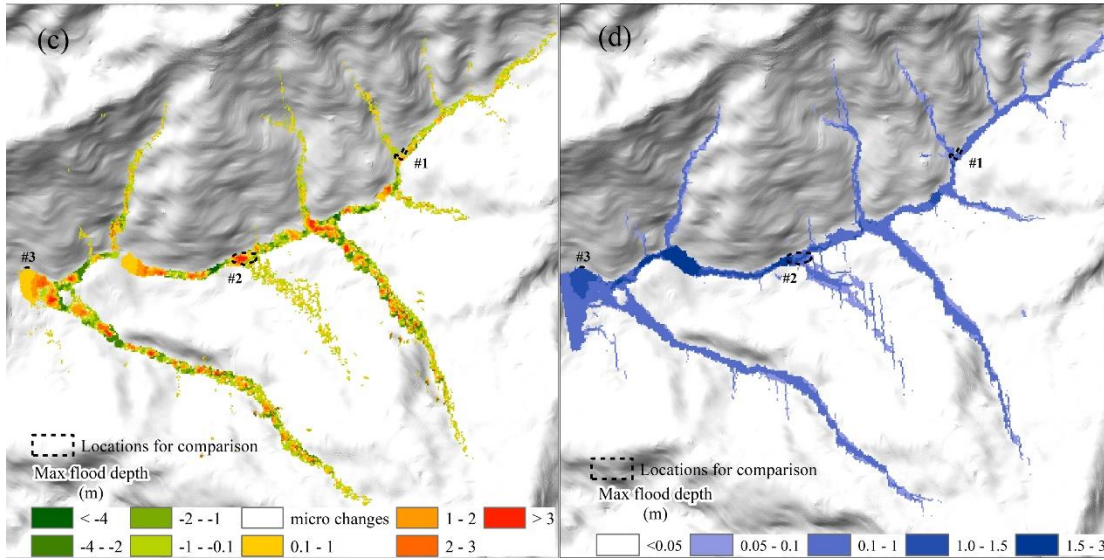 (c)
#1
#2
#3
Locations for comparison
Max flood depth
(m)
< -4
-2 - -1
micro changes
1 - 2
> 3
-4 - -2
-1 - -0.1
0.1 - 1
2 - 3
(d)
#1
#2
#3
Locations for comparison
Max flood depth
(m)
<0.05
0.05 - 0.1
0.1 - 1
1.0 - 1.5
1.5 - 3